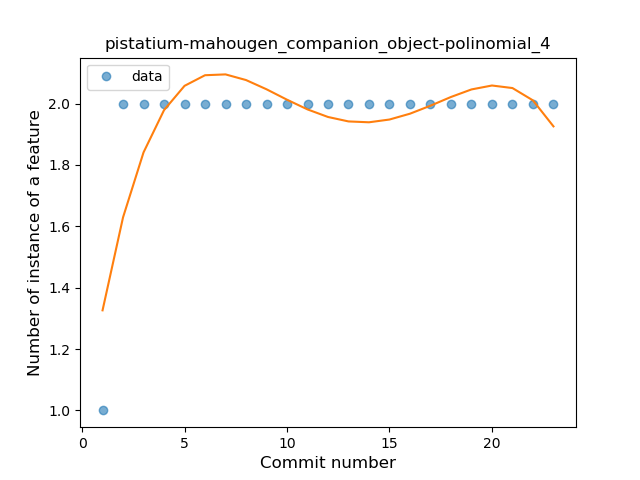 pistatium-mahougen_companion_object-polinomial_4
data
Number of instance of a feature
2.0
1.8
1.6
1.4
1.2
1.0
0 5 10 15 20
Commit number